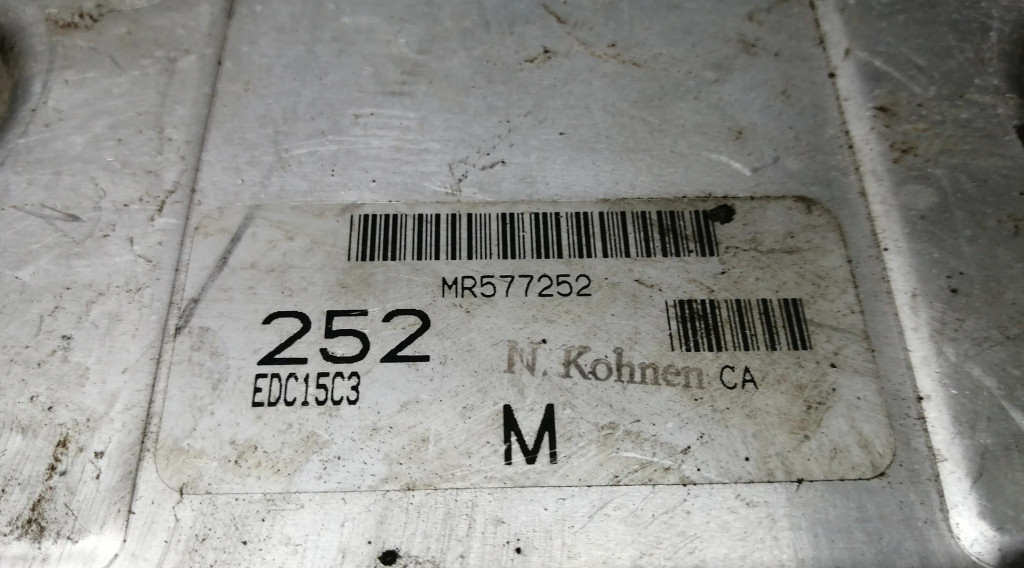 MR577252
252
N. Kohnen CA
EDC15C3
M